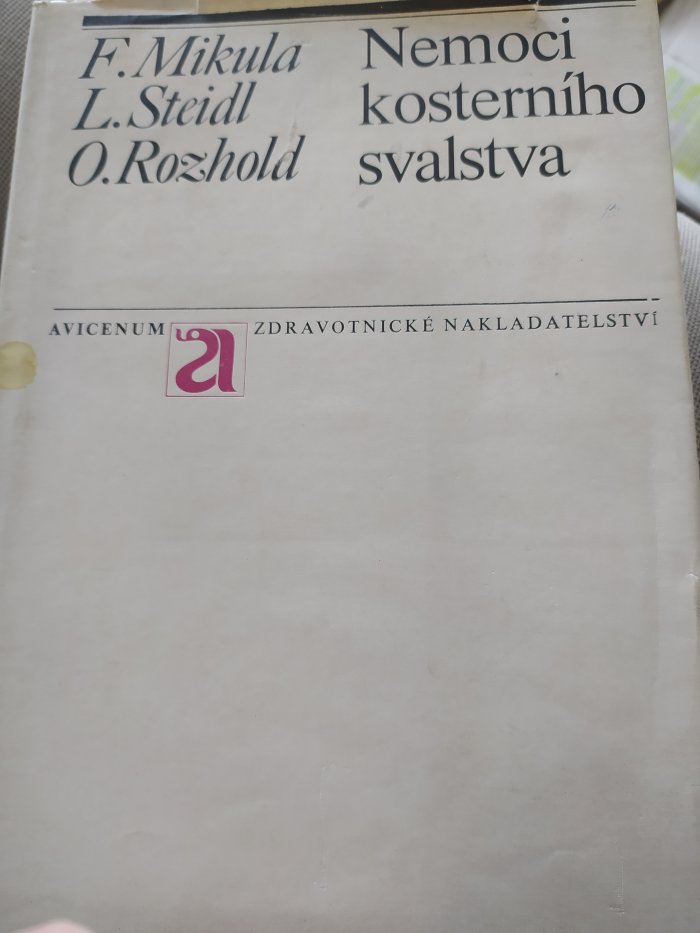 F. Mikula
L. Steidl
O. Rozhold
Nemoci
kosterního
svalstva
AVICENUM a ZDRAVOTNICKÉ NAKLADATELSTVÍ